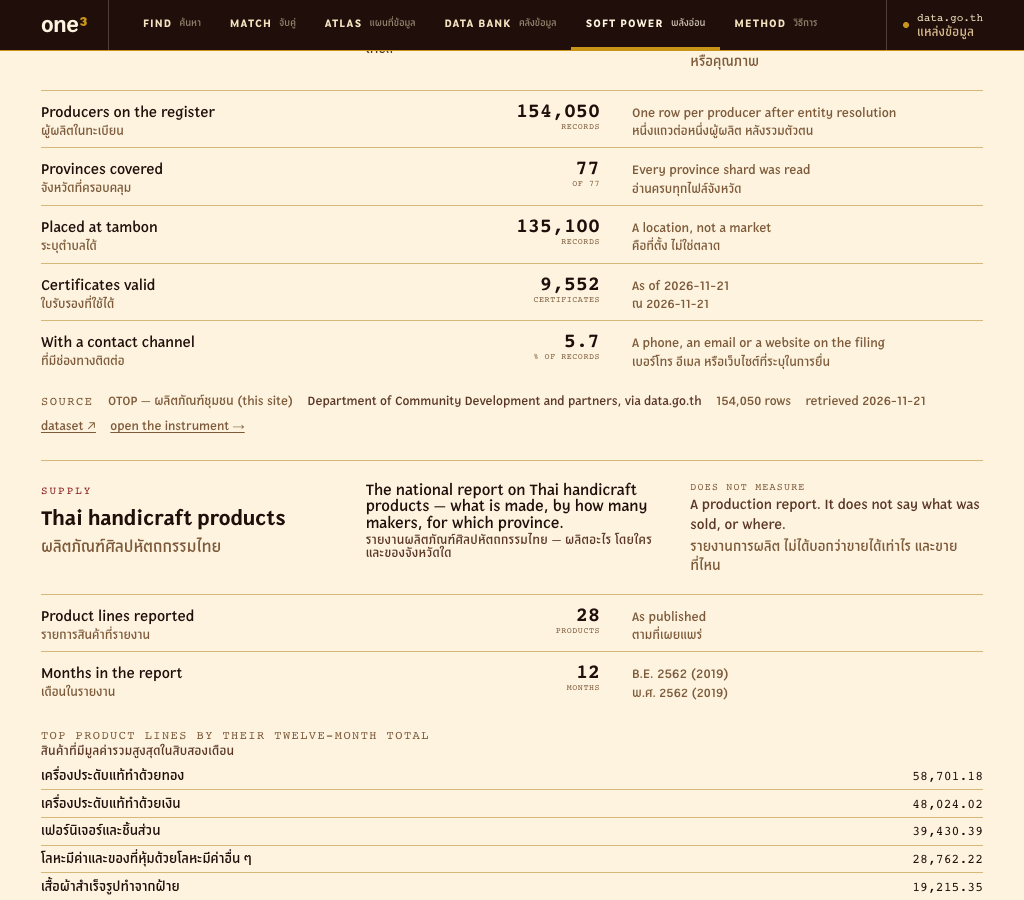 one³
FIND ค้นหา
MATCH จับคู่
ATLAS แผนที่ข้อมูล
DATA BANK คลังข้อมูล
SOFT POWER พลังอ่อน
METHOD วิธีการ
data.go.th
แหล่งข้อมูล
หรือคุณภาพ
Producers on the register
ผู้ผลิตในทะเบียน
154,050
RECORDS
One row per producer after entity resolution
หนึ่งแถวต่อหนึ่งผู้ผลิต หลังรวมตัวตน
Provinces covered
จังหวัดที่ครอบคลุม
77
OF 77
Every province shard was read
อ่านครบทุกไฟล์จังหวัด
Placed at tambon
ระบุตำบลได้
135,100
RECORDS
A location, not a market
คือที่ตั้ง ไม่ใช่ตลาด
Certificates valid
ใบรับรองที่ใช้ได้
9,552
CERTIFICATES
As of 2026-11-21
ณ 2026-11-21
With a contact channel
ที่มีช่องทางติดต่อ
5.7
% OF RECORDS
A phone, an email or a website on the filing
เบอร์โทร อีเมล หรือเว็บไซต์ที่ระบุในการยื่น
SOURCE OTOP — ผลิตภัณฑ์ชุมชน (this site) Department of Community Development and partners, via data.go.th 154,050 rows retrieved 2026-11-21
dataset ↗ open the instrument →
SUPPLY
Thai handicraft products
ผลิตภัณฑ์ศิลปหัตถกรรมไทย
The national report on Thai handicraft
products — what is made, by how many
makers, for which province.
รายงานผลิตภัณฑ์ศิลปหัตถกรรมไทย — ผลิตอะไร โดยใคร
และของจังหวัดใด
DOES NOT MEASURE
A production report. It does not say what was
sold, or where.
รายงานการผลิต ไม่ได้บอกว่าขายได้เท่าไร และขาย
ที่ไหน
Product lines reported
รายการสินค้าที่รายงาน
28
PRODUCTS
As published
ตามที่เผยแพร่
Months in the report
เดือนในรายงาน
12
MONTHS
B.E. 2562 (2019)
พ.ศ. 2562 (2019)
TOP PRODUCT LINES BY THEIR TWELVE-MONTH TOTAL
สินค้าที่มีมูลค่ารวมสูงสุดในสิบสองเดือน
เครื่องประดับแท้ทำด้วยทอง 58,701.18
เครื่องประดับแท้ทำด้วยเงิน 48,024.02
เฟอร์นิเจอร์และชิ้นส่วน 39,430.39
โลหะมีค่าและของที่หุ้มด้วยโลหะมีค่าอื่น ๆ 28,762.22
เสื้อผ้าสำเร็จรูปทำจากฝ้าย 19,215.35